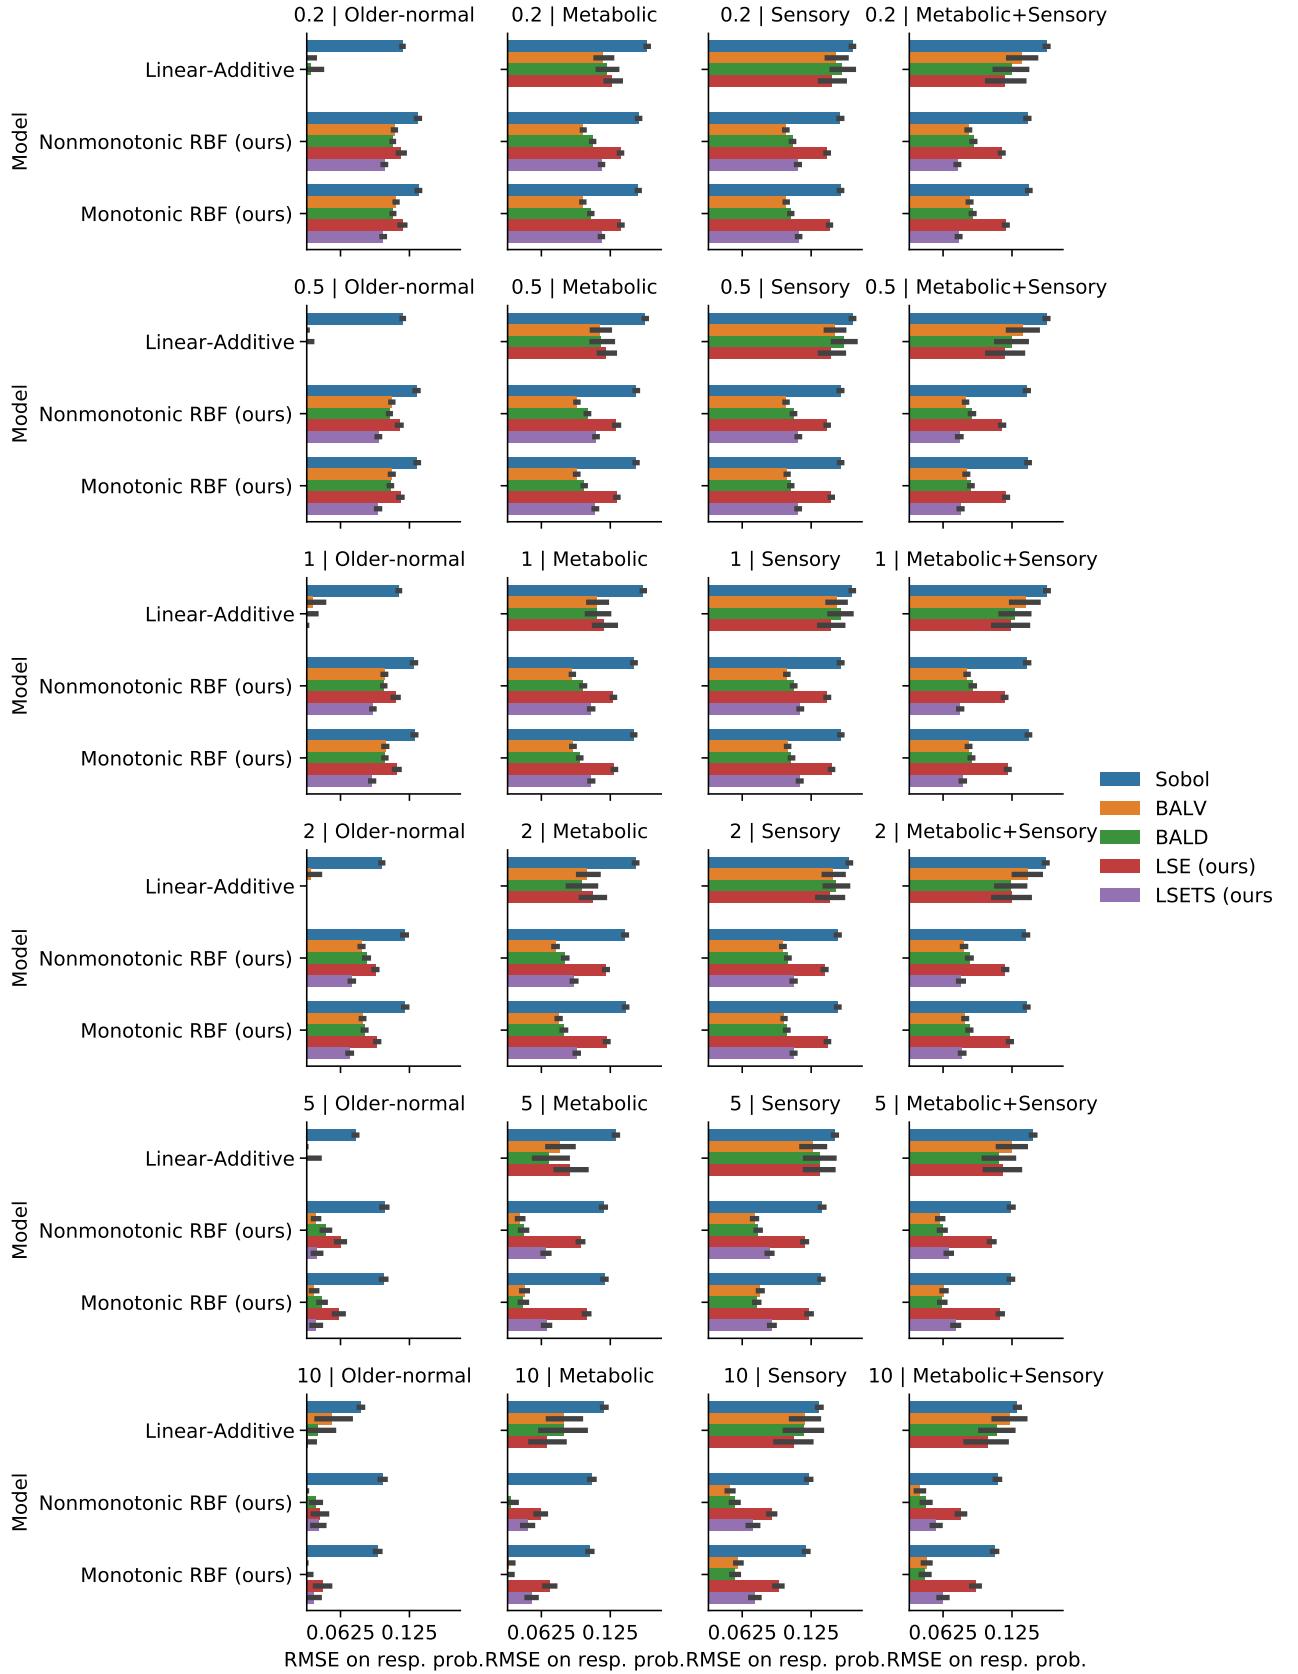 0.2 | Older-normal
0.2 | Metabolic
0.2 | Sensory
0.2 | Metabolic+Sensory
Model
Linear-Additive
Nonmonotonic RBF (ours)
Monotonic RBF (ours)
0.5 | Older-normal
0.5 | Metabolic
0.5 | Sensory
0.5 | Metabolic+Sensory
Model
Linear-Additive
Nonmonotonic RBF (ours)
Monotonic RBF (ours)
1 | Older-normal
1 | Metabolic
1 | Sensory
1 | Metabolic+Sensory
Model
Linear-Additive
Nonmonotonic RBF (ours)
Monotonic RBF (ours)
Sobol
BALV
BALD
LSE (ours)
LSETS (ours
2 | Older-normal
2 | Metabolic
2 | Sensory
2 | Metabolic+Sensory
Model
Linear-Additive
Nonmonotonic RBF (ours)
Monotonic RBF (ours)
5 | Older-normal
5 | Metabolic
5 | Sensory
5 | Metabolic+Sensory
Model
Linear-Additive
Nonmonotonic RBF (ours)
Monotonic RBF (ours)
10 | Older-normal
10 | Metabolic
10 | Sensory
10 | Metabolic+Sensory
Model
Linear-Additive
Nonmonotonic RBF (ours)
Monotonic RBF (ours)
0.0625 0.125
0.0625 0.125
0.0625 0.125
0.0625 0.125
RMSE on resp. prob.
RMSE on resp. prob.
RMSE on resp. prob.
RMSE on resp. prob.